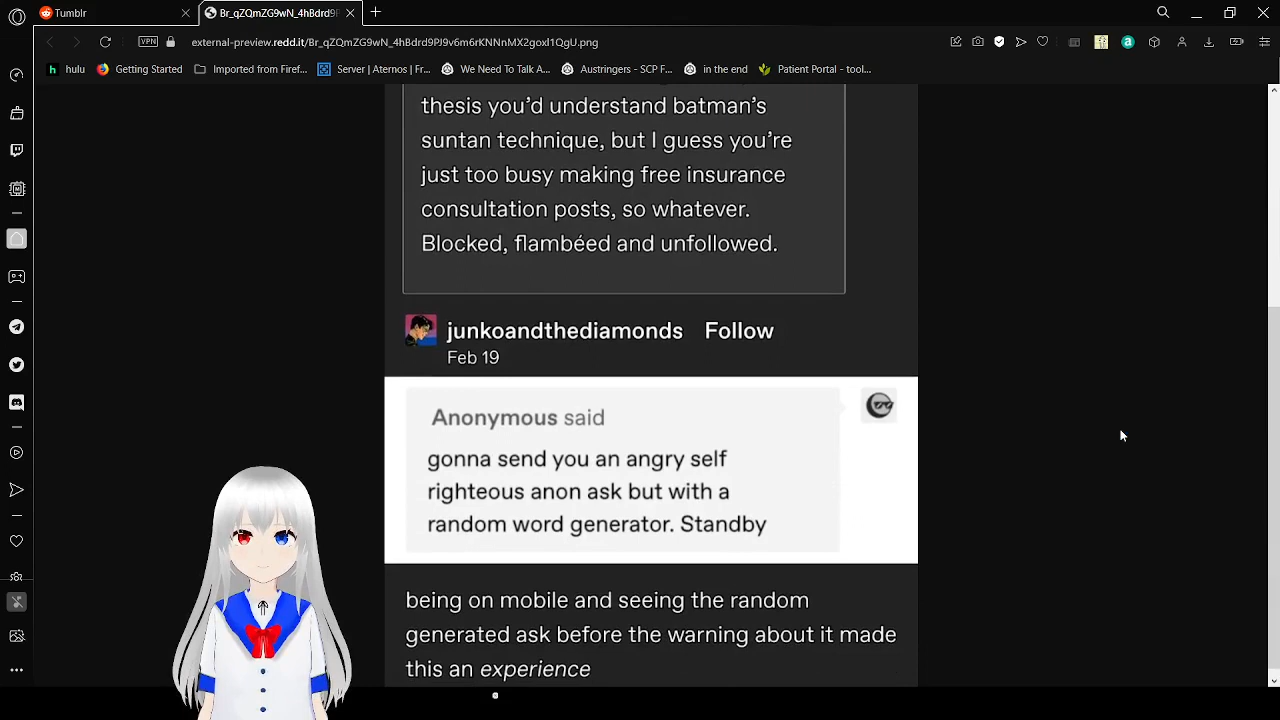 Tumblr
Br_qZQmZG9wN_4hBdrd9P
external-preview.redd.it/Br_qZQmZG9wN_4hBdrd9PJ9v6m6rKNNnMX2goxI1QgU.png
VPN
hulu
Getting Started
Imported from Firef...
Server | Aternos | Fr...
We Need To Talk A...
Austringers - SCP F...
in the end
Patient Portal - tool...
thesis you'd understand batman's
suntan technique, but I guess you're
just too busy making free insurance
consultation posts, so whatever.
Blocked, flambéed and unfollowed.
junkoandthediamonds Follow
Feb 19
Anonymous said
gonna send you an angry self
righteous anon ask but with a
random word generator. Standby
being on mobile and seeing the random
generated ask before the warning about it made
this an experience